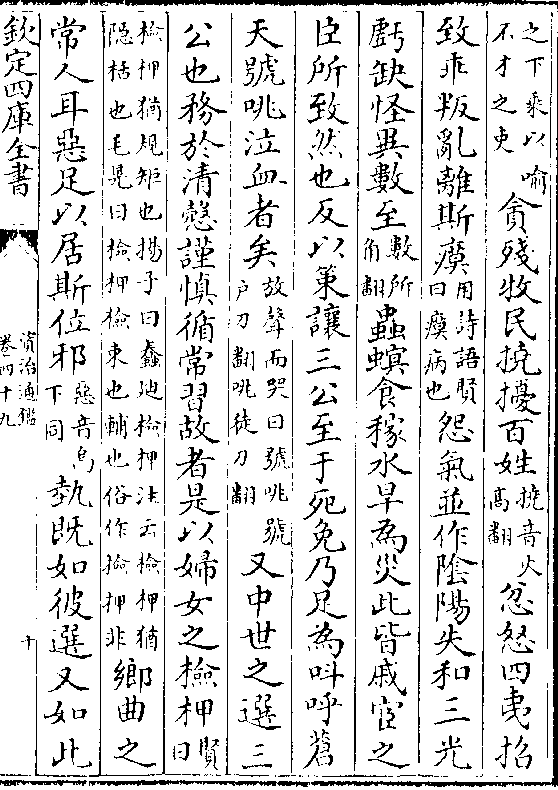 之下乘以喻
不才之吏
貪殘牧民撓擾百姓
撓音火
高翻
忿怒四夷招
致乖叛亂離斯瘼
用詩語賢
曰瘼病也
怨氣並作陰陽失和三光
虧缺怪異數至
數所
角翻
蟲螟食稼水旱為災此皆戚宦之
臣所致然也反以策讓三公至于死免乃足為叫呼蒼
天號咷泣血者矣
放聲而哭曰號咷號
戶刀翻咷徒刀翻
又中世之選三
公也務於清慤謹慎循常習故者是以婦女之檢柙
賢
曰
檢柙猶規矩也揚子曰蠢迪檢柙注云檢柙猶
隐栝也毛晃曰檢柙檢束也輔也俗作撿押非
鄉曲之
常人耳惡足以居斯位邪
惡音烏
下同
埶既如彼選又如此
欽定四庫全書
資治通鑑
卷四十九
十